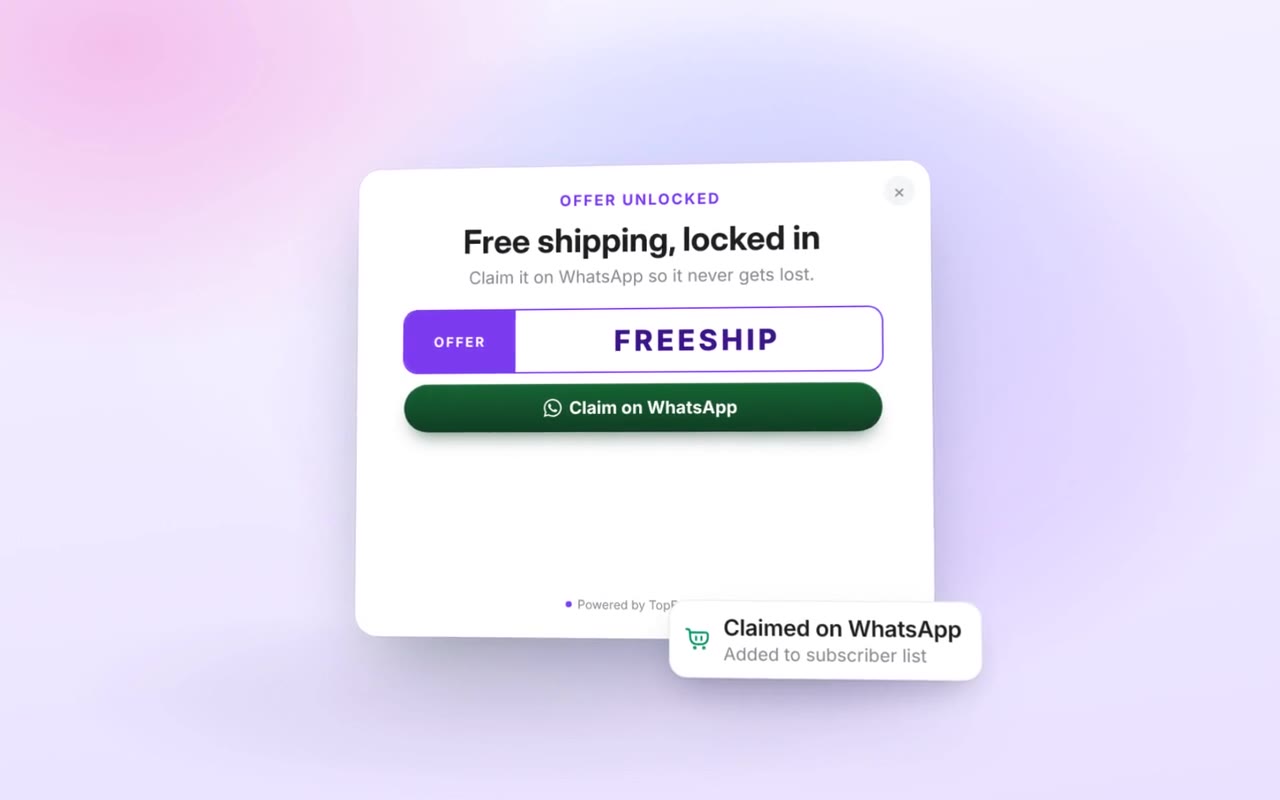 OFFER UNLOCKED
Free shipping, locked in
Claim it on WhatsApp so it never gets lost.
OFFER
FREESHIP
Claim on WhatsApp
Powered by
Claimed on WhatsApp
Added to subscriber list